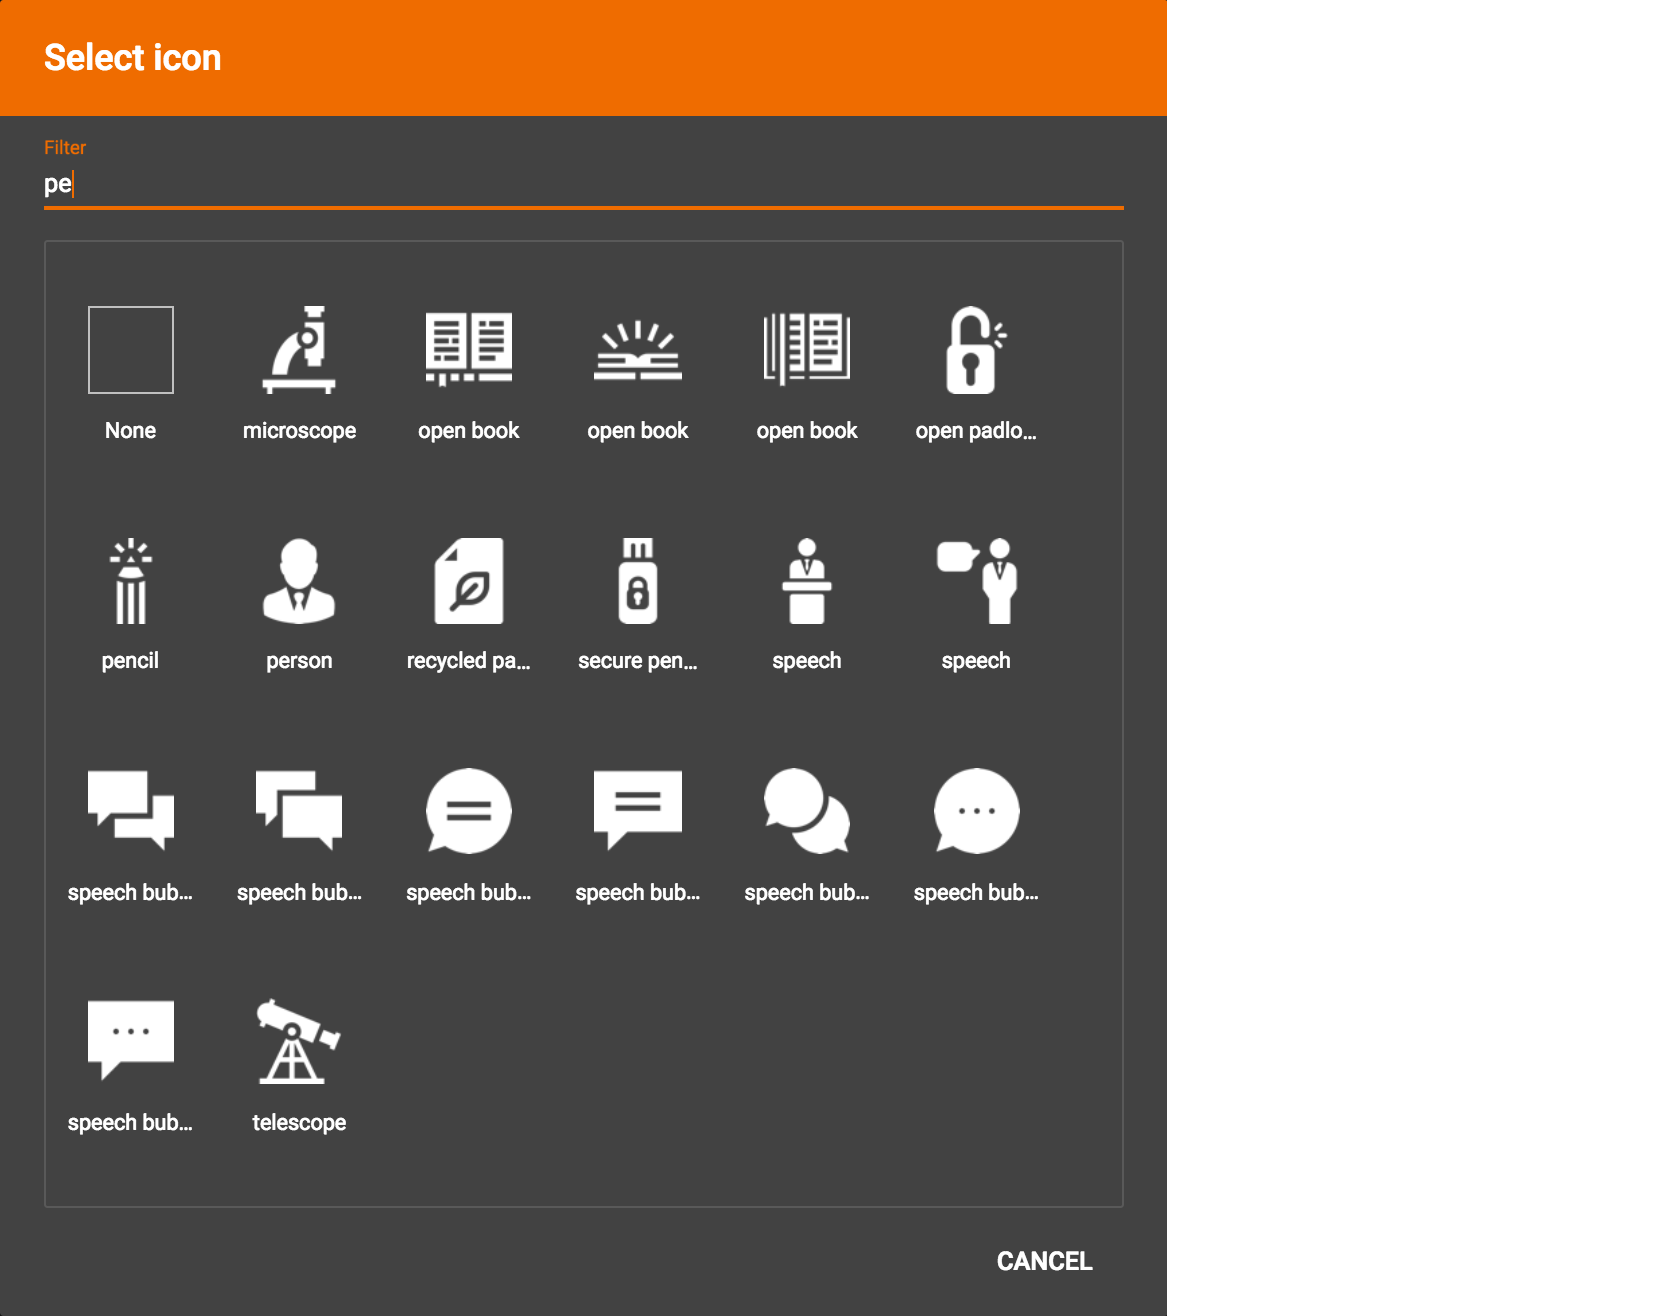 Select icon
Filter
pe
None microscope open book open book open book open padlo...
pencil person recycled pa... secure pen... speech speech
speech bub... speech bub... speech bub... speech bub... speech bub... speech bub...
speech bub... telescope
CANCEL